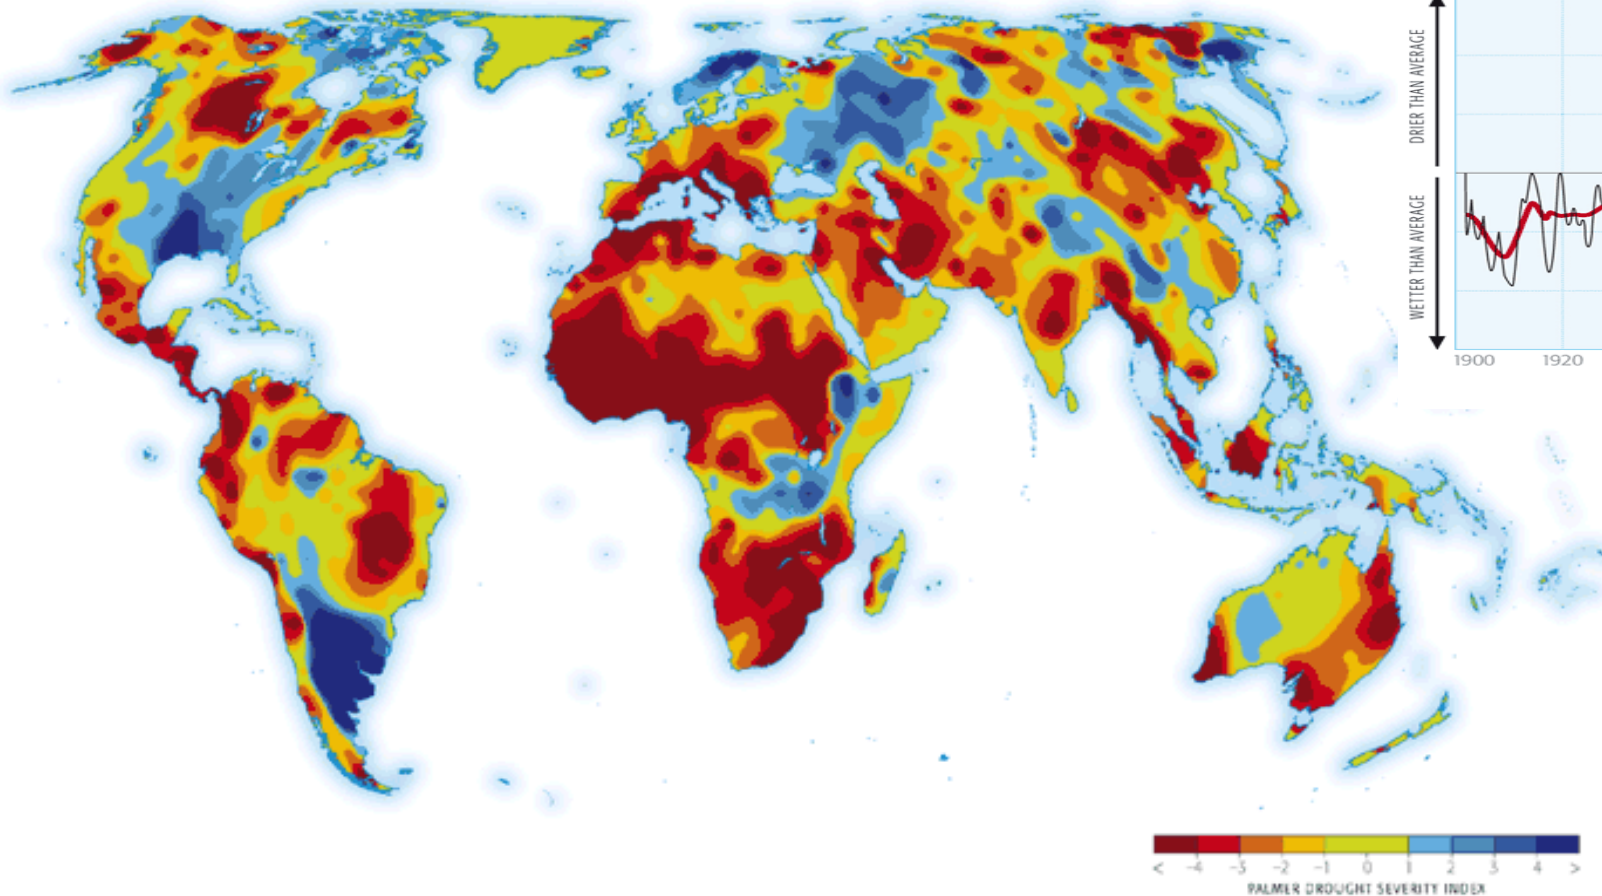 DRIER THAN AVERAGE
WETTER THAN AVERAGE
1900 1920
< -4 -3 -2 -1 0 1 2 3 4 >
PALMER DROUGHT SEVERITY INDEX